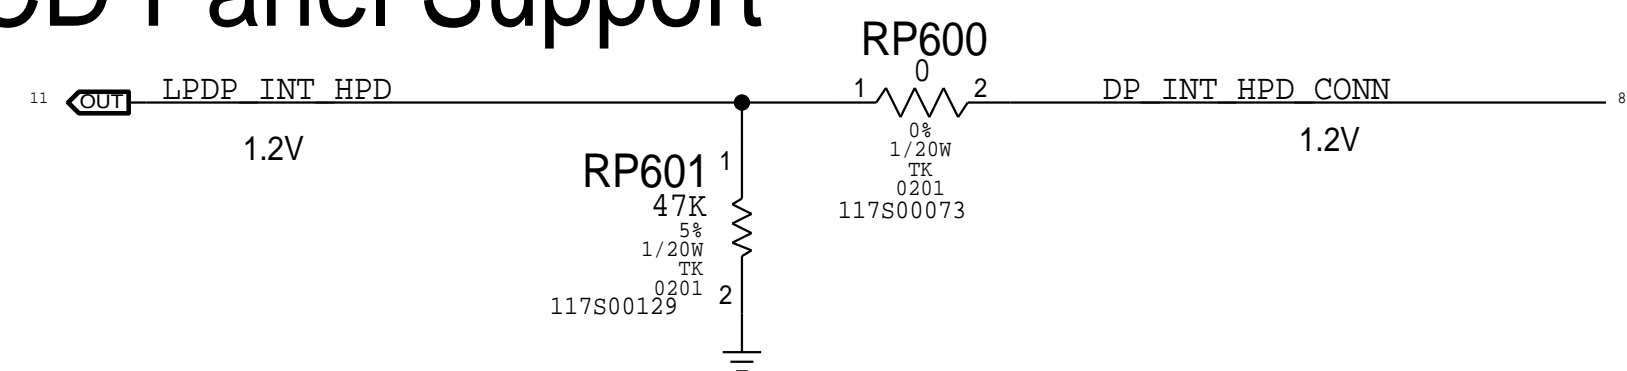 CD Panel Support
RP600
0
11 OUT LPDP_INT_HPD
1 2
DP_INT_HPD_CONN 8
1.2V
0%
1/20W
TK
0201
117S00073
1.2V
RP601 1
47K
5%
1/20W
TK
0201
117S00129
2